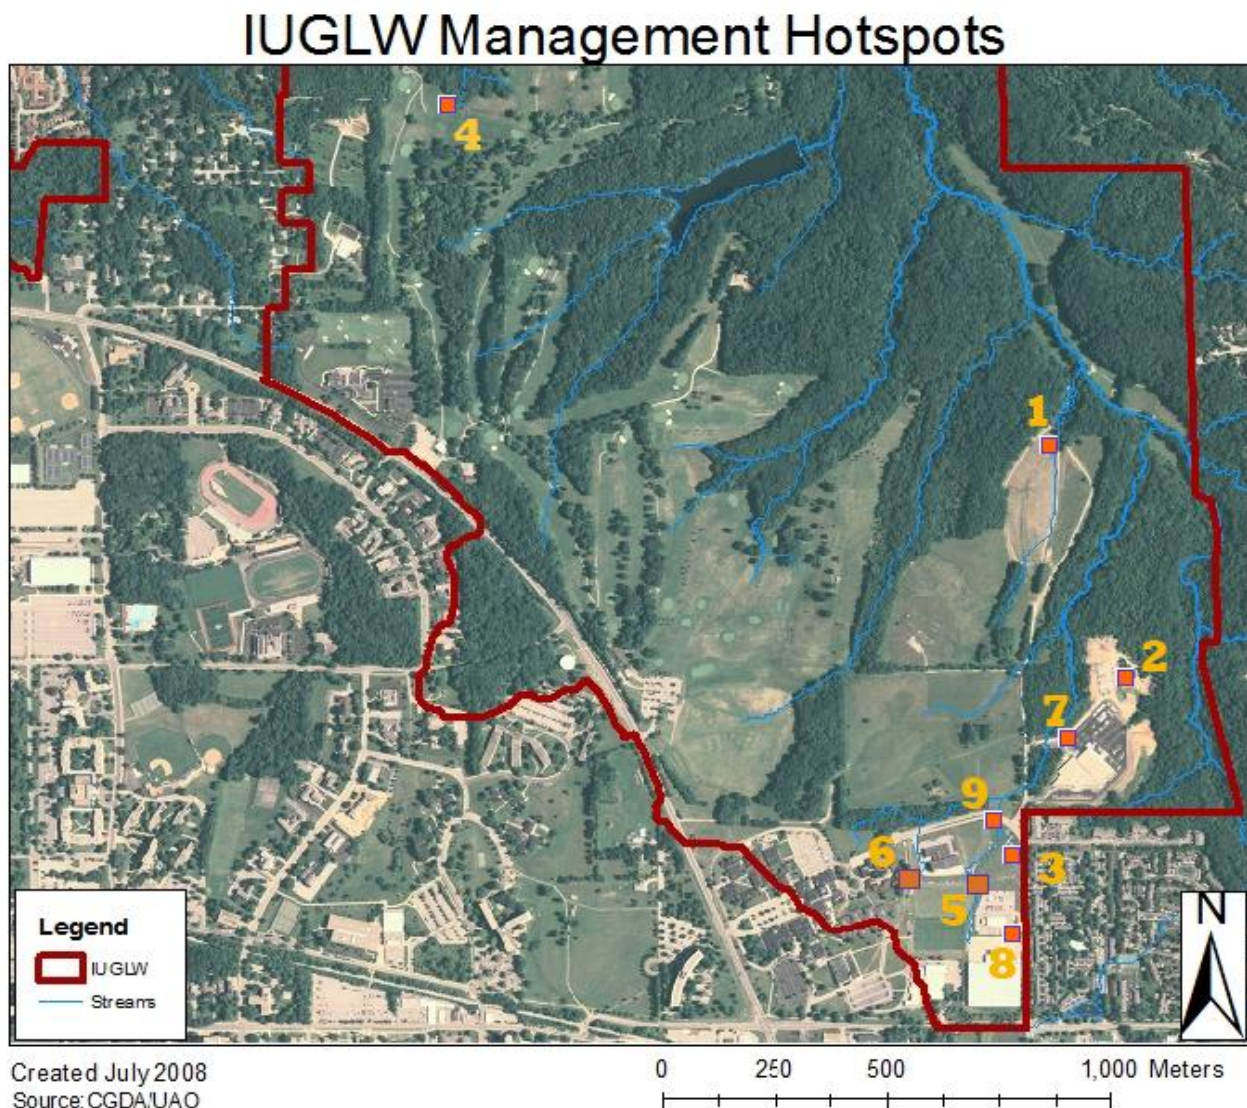 IUGLW Management Hotspots
4
1
2
7
9
6
3
5
8
N
Legend
IUGLW
Streams
Created July 2008
Source: CGDA/UAO
0 250 500 1,000 Meters